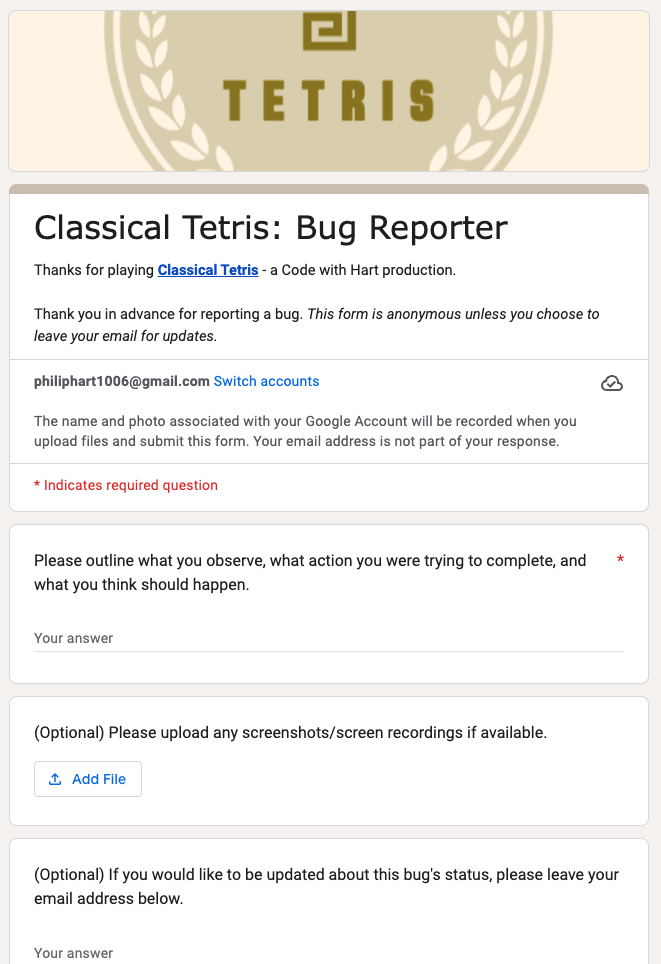 TETRIS
Classical Tetris: Bug Reporter
Thanks for playing Classical Tetris - a Code with Hart production.
Thank you in advance for reporting a bug. This form is anonymous unless you choose to
leave your email for updates.
philiphart1006@gmail.com Switch accounts
The name and photo associated with your Google Account will be recorded when you
upload files and submit this form. Your email address is not part of your response.
* Indicates required question
Please outline what you observe, what action you were trying to complete, and *
what you think should happen.
Your answer
(Optional) Please upload any screenshots/screen recordings if available.
Add File
(Optional) If you would like to be updated about this bug's status, please leave your
email address below.
Your answer